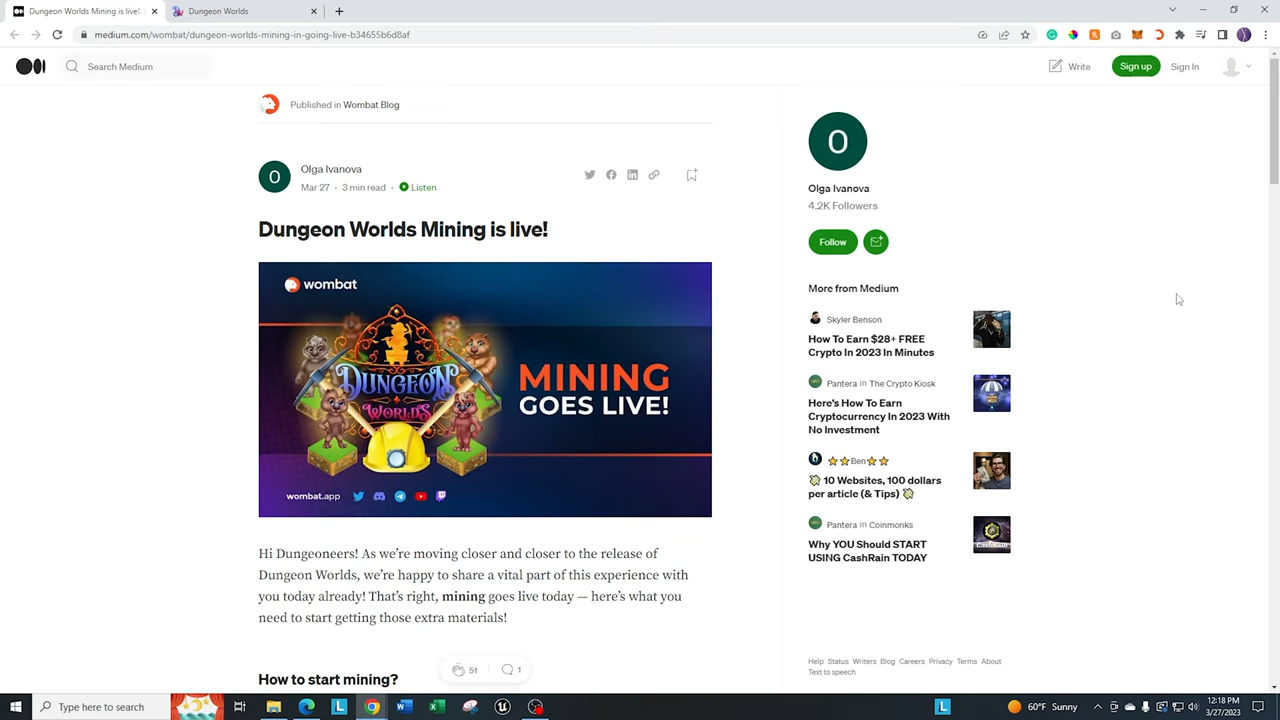 Dungeon Worlds Mining is live!
Dungeon Worlds
medium.com/wombat/dungeon-worlds-mining-in-going-live-b34655b6d8af
Search Medium
Write
Sign up
Sign In
Published in Wombat Blog
O
Olga Ivanova
Mar 27 · 3 min read · Listen
Dungeon Worlds Mining is live!
wombat
DUNGEON
WORLDS
MINING
GOES LIVE!
wombat.app
Hi Dungeoneers! As we're moving closer and closer to the release of
Dungeon Worlds, we're happy to share a vital part of this experience with
you today already! That's right, mining goes live today — here's what you
need to start getting those extra materials!
51
1
How to start mining?
O
Olga Ivanova
4.2K Followers
Follow
More from Medium
Skyler Benson
How To Earn $28+ FREE
Crypto In 2023 In Minutes
Pantera in The Crypto Kiosk
Here's How To Earn
Cryptocurrency In 2023 With
No Investment
⭐⭐Ben⭐⭐
💸 10 Websites, 100 dollars
per article (& Tips) 💸
Pantera in Coinmonks
Why YOU Should START
USING CashRain TODAY
Help Status Writers Blog Careers Privacy Terms About
Text to speech
Type here to search
60°F Sunny
12:18 PM
3/27/2023